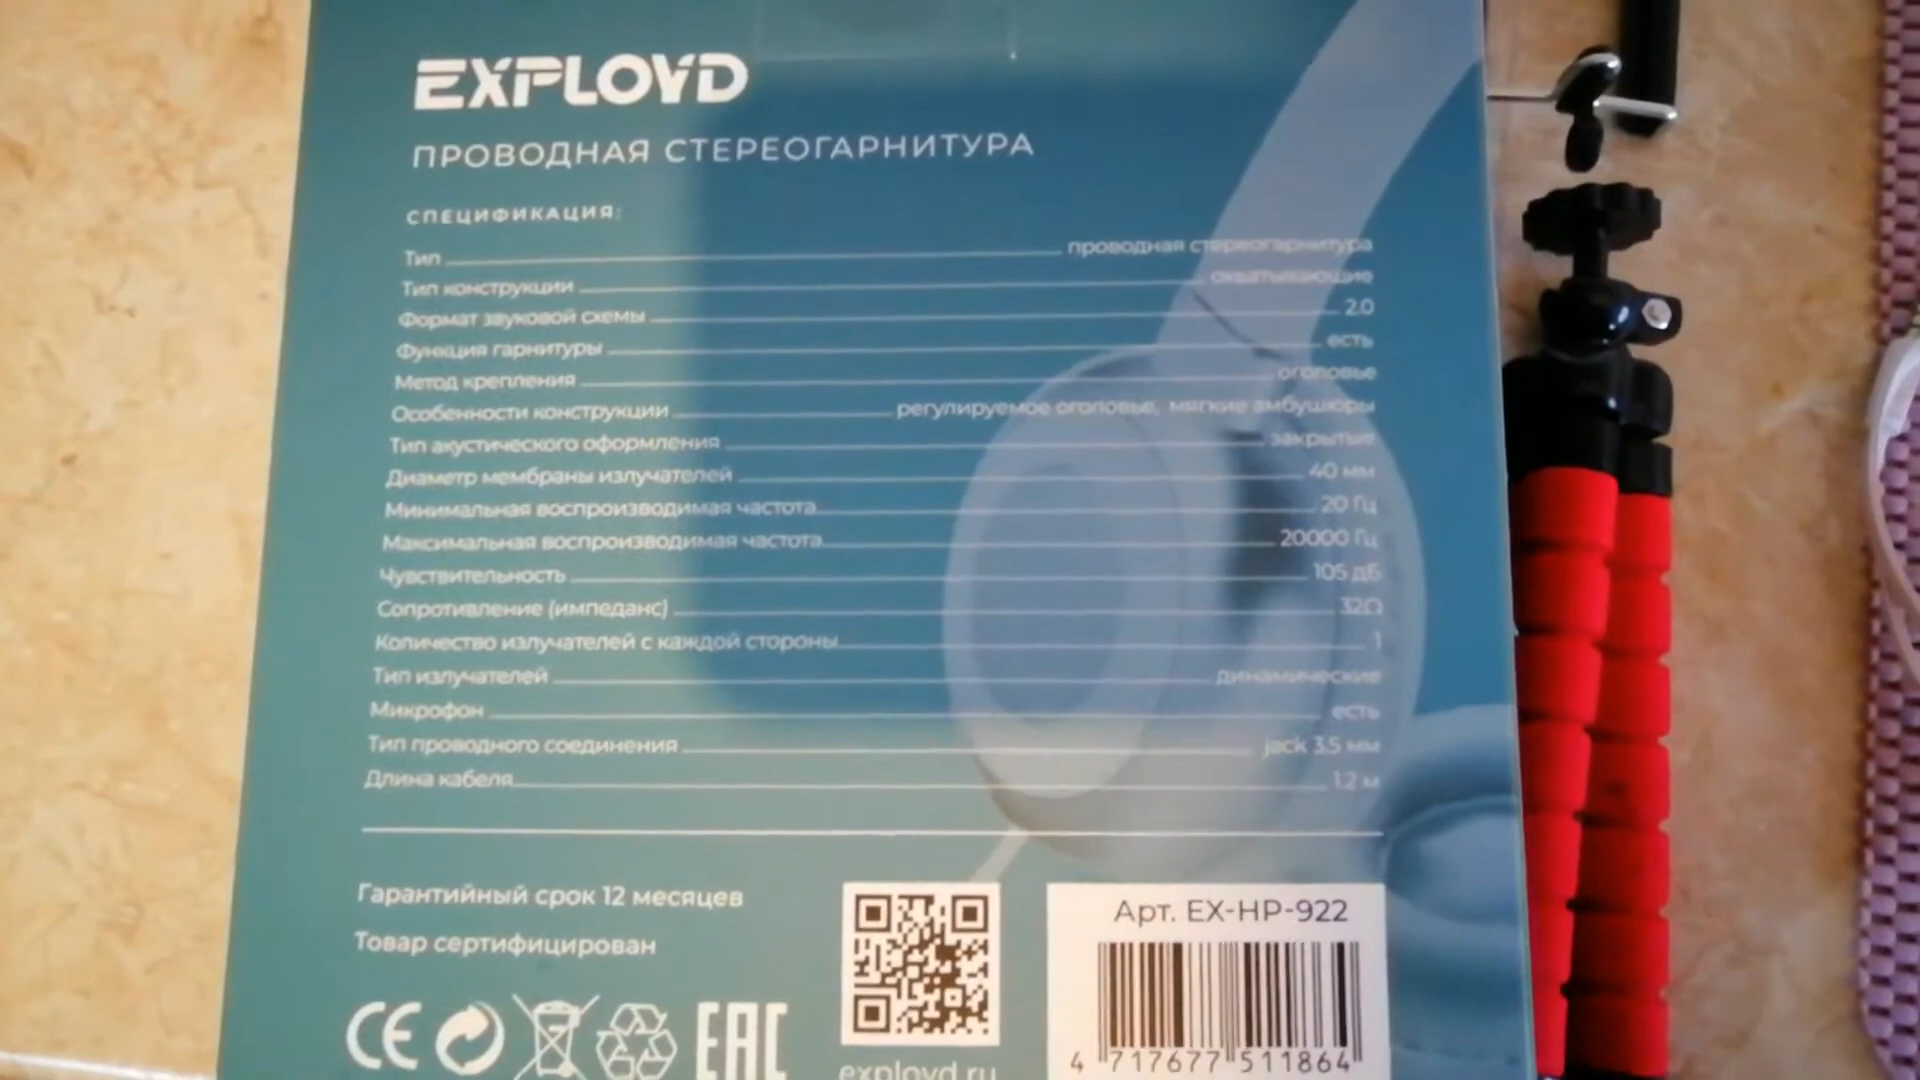 EXPLOYD
ПРОВОДНАЯ СТЕРЕОГАРНИТУРА
СПЕЦИФИКАЦИЯ:
Тип проводная стереогарнитура
Тип конструкции охватывающие
Формат звуковой схемы 2.0
Функция гарнитуры есть
Метод крепления оголовье
Особенности конструкции регулируемое оголовье, мягкие амбушюры
Тип акустического оформления закрытые
Диаметр мембраны излучателей 40 мм
Минимальная воспроизводимая частота 20 Гц
Максимальная воспроизводимая частота 20000 Гц
Чувствительность 105 дБ
Сопротивление (импеданс) 32Ω
Количество излучателей с каждой стороны 1
Тип излучателей динамические
Микрофон есть
Тип проводного соединения jack 3.5 мм
Длина кабеля 1.2 м
Гарантийный срок 12 месяцев
Товар сертифицирован
CE EAC
exployd.ru
Арт. EX-HP-922
4 717677 511864